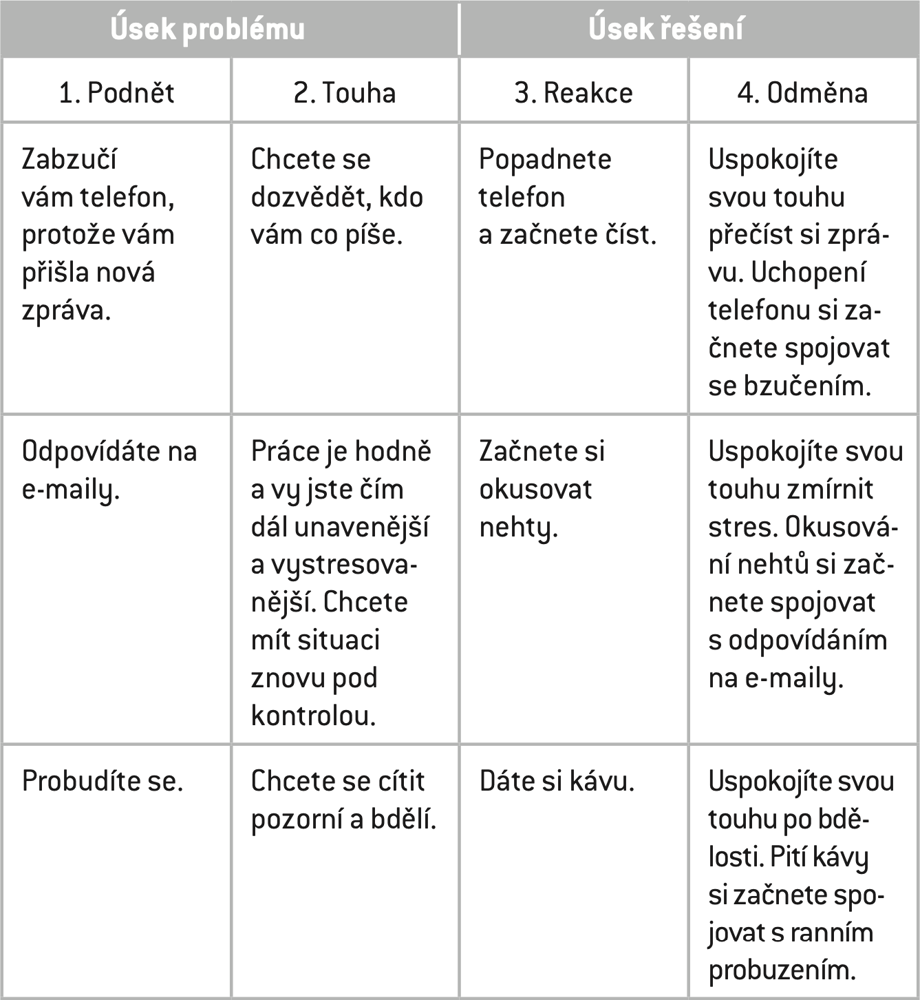 Úsek problému
Úsek řešení
1. Podnět
2. Touha
3. Reakce
4. Odměna
Zabzučí
vám telefon,
protože vám
přišla nová
zpráva.
Chcete se
dozvědět, kdo
vám co píše.
Popadnete
telefon
a začnete číst.
Uspokojíte
svou touhu
přečíst si zprá-
vu. Uchopení
telefonu si za-
čnete spojovat
se bzučením.
Odpovídáte na
e-maily.
Práce je hodně
a vy jste čím
dál unavenější
a vystresova-
nější. Chcete
mít situaci
znovu pod
kontrolou.
Začnete si
okusovat
nehty.
Uspokojíte svou
touhu zmírnit
stres. Okusová-
ní nehtů si zač-
nete spojovat
s odpovídáním
na e-maily.
Probudíte se.
Chcete se cítit
pozorní a bdělí.
Dáte si kávu.
Uspokojíte svou
touhu po bdě-
losti. Pití kávy
si začnete spo-
jovat s ranním
probuzením.